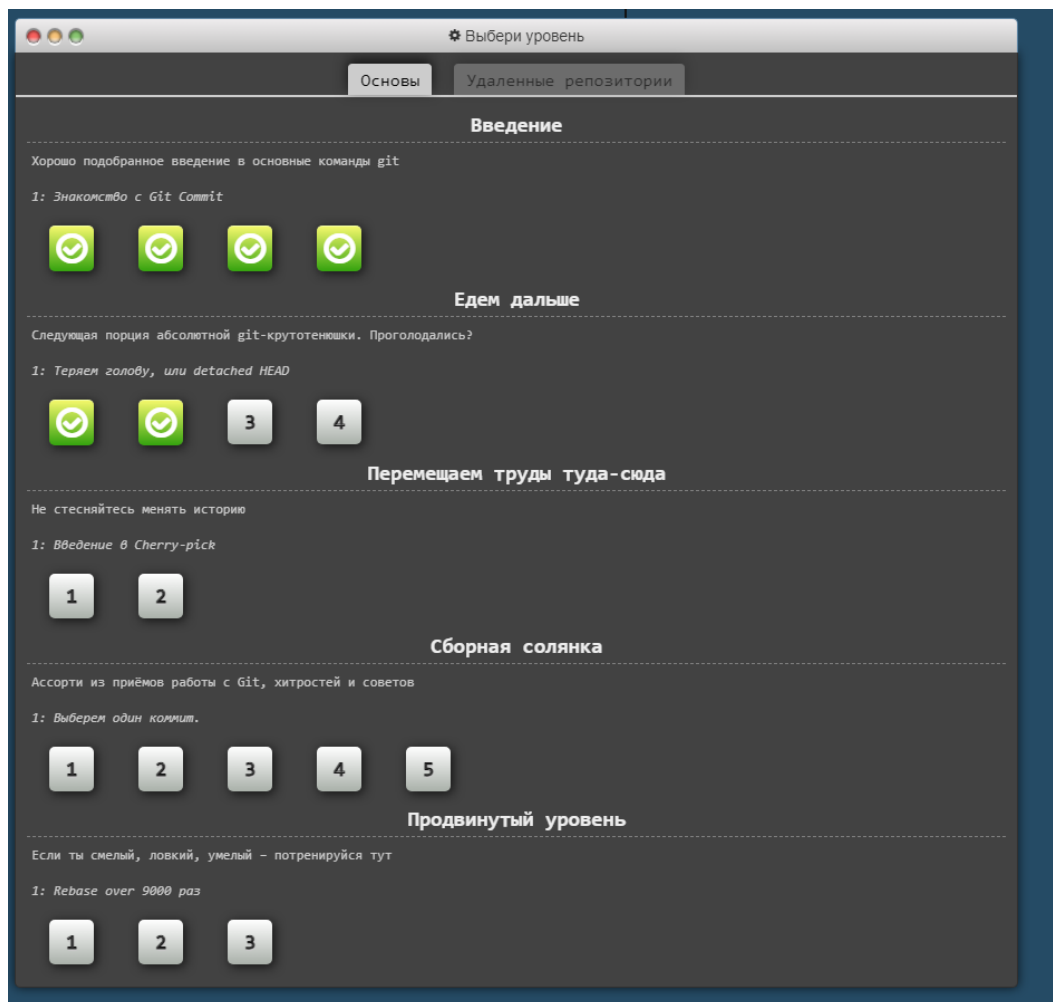 Выбери уровень
Основы
Удаленные репозитории
Введение
Хорошо подобранное введение в основные команды git
1: Знакомство с Git Commit
Едем дальше
Следующая порция абсолютной git-крутотенюшки. Проголодались?
1: Теряем голову, или detached HEAD
3 4
Перемещаем труды туда-сюда
Не стесняйтесь менять историю
1: Введение в Cherry-pick
1 2
Сборная солянка
Ассорти из приёмов работы с Git, хитростей и советов
1: Выберем один коммит.
1 2 3 4 5
Продвинутый уровень
Если ты смелый, ловкий, умелый – потренируйся тут
1: Rebase over 9000 раз
1 2 3